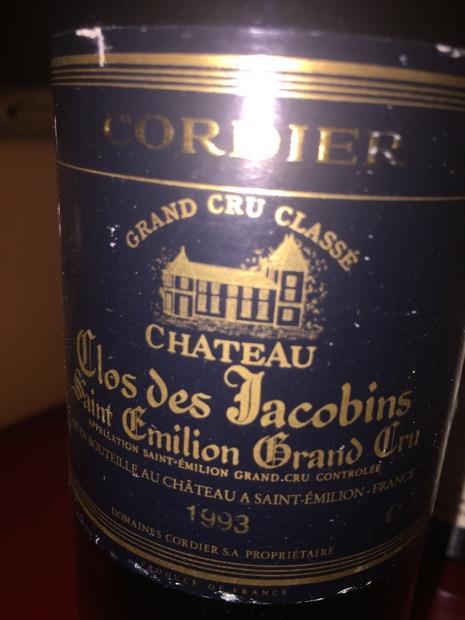 CORDIER
GRAND CRU CLASSÉ
CHATEAU
Clos des Jacobins
Saint Emilion Grand Cru
APPELLATION SAINT-ÉMILION GRAND.CRU CONTROLÉE
EN BOUTEILLE AU CHÂTEAU A SAINT-ÉMILION - FRANCE
1993
DOMAINES CORDIER S.A. PROPRIÉTAIRE
PRODUCE OF FRANCE